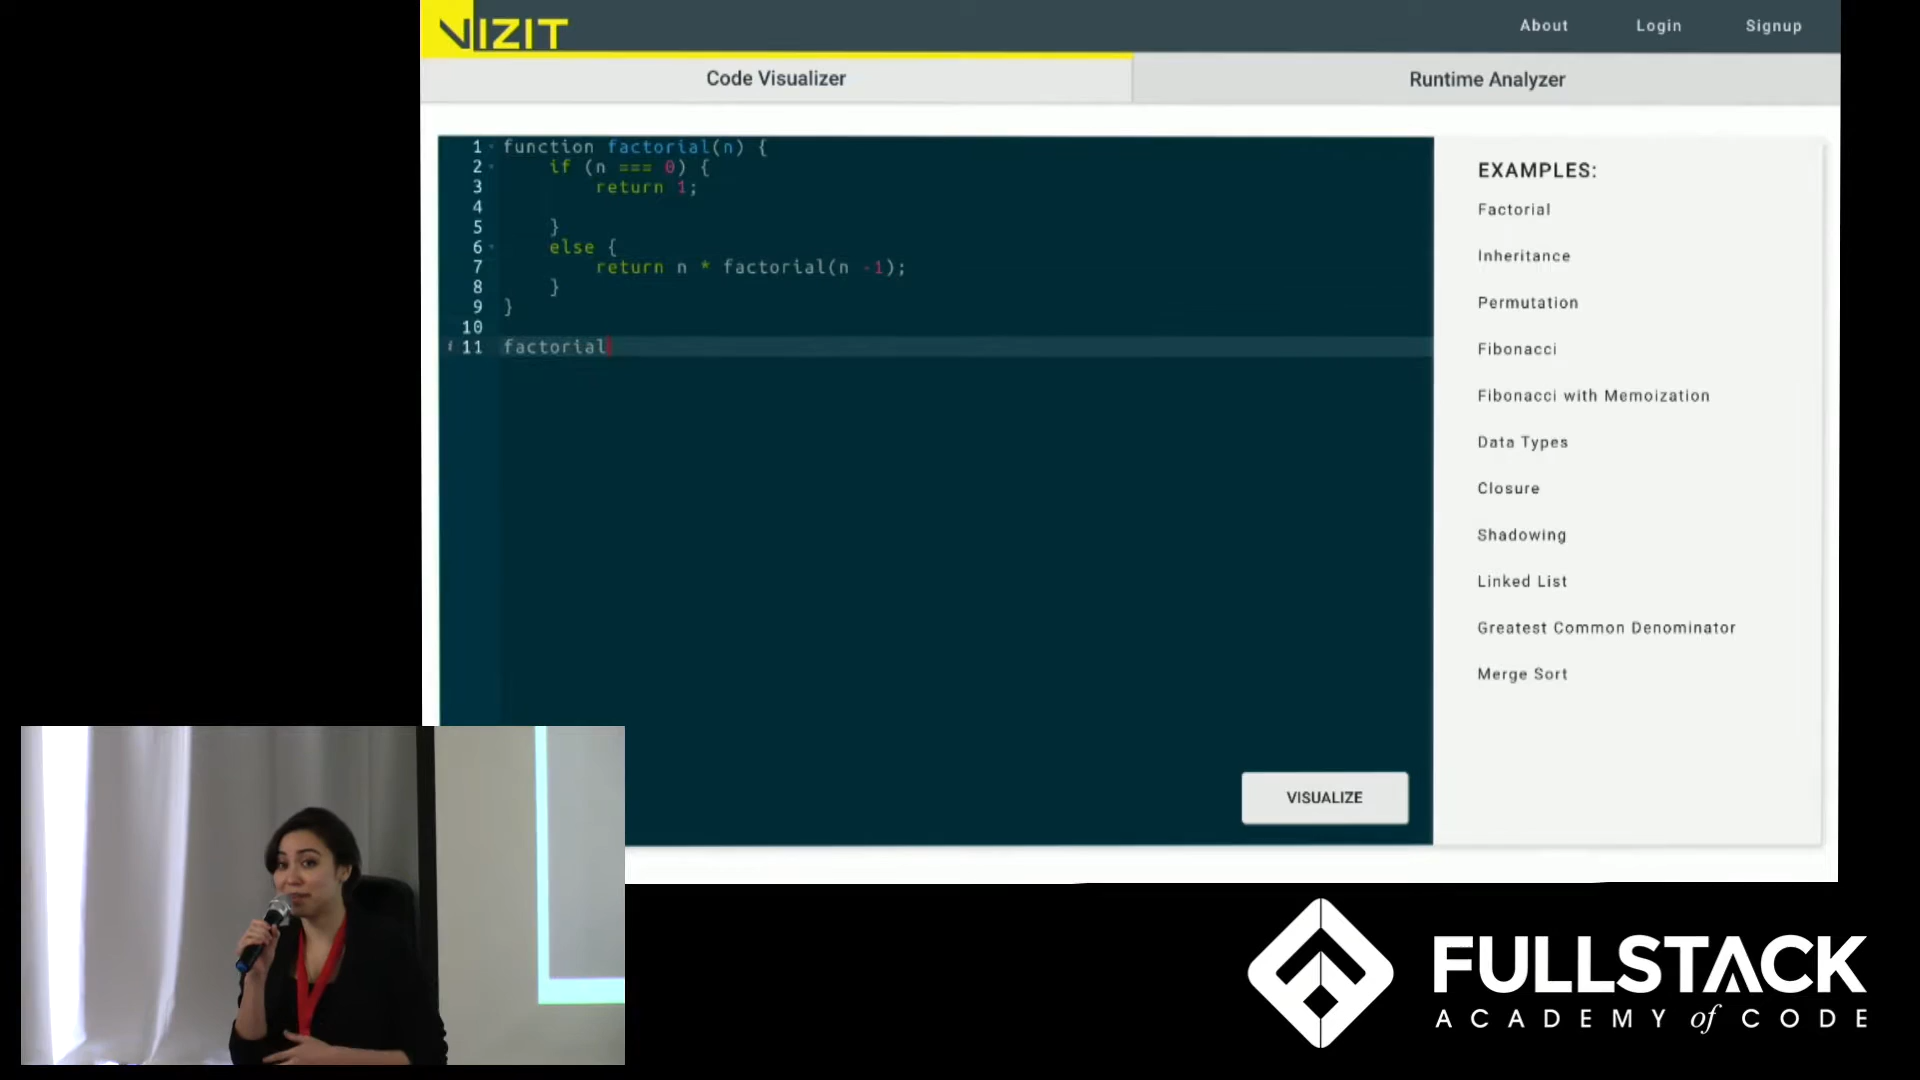 VIZIT
About Login Signup
Code Visualizer
Runtime Analyzer
1 function factorial(n) {
2 if (n === 0) {
3 return 1;
4
5 }
6 else {
7 return n * factorial(n -1);
8 }
9 }
10
i 11 factorial
VISUALIZE
EXAMPLES:
Factorial
Inheritance
Permutation
Fibonacci
Fibonacci with Memoization
Data Types
Closure
Shadowing
Linked List
Greatest Common Denominator
Merge Sort
FULLSTACK
ACADEMY of CODE